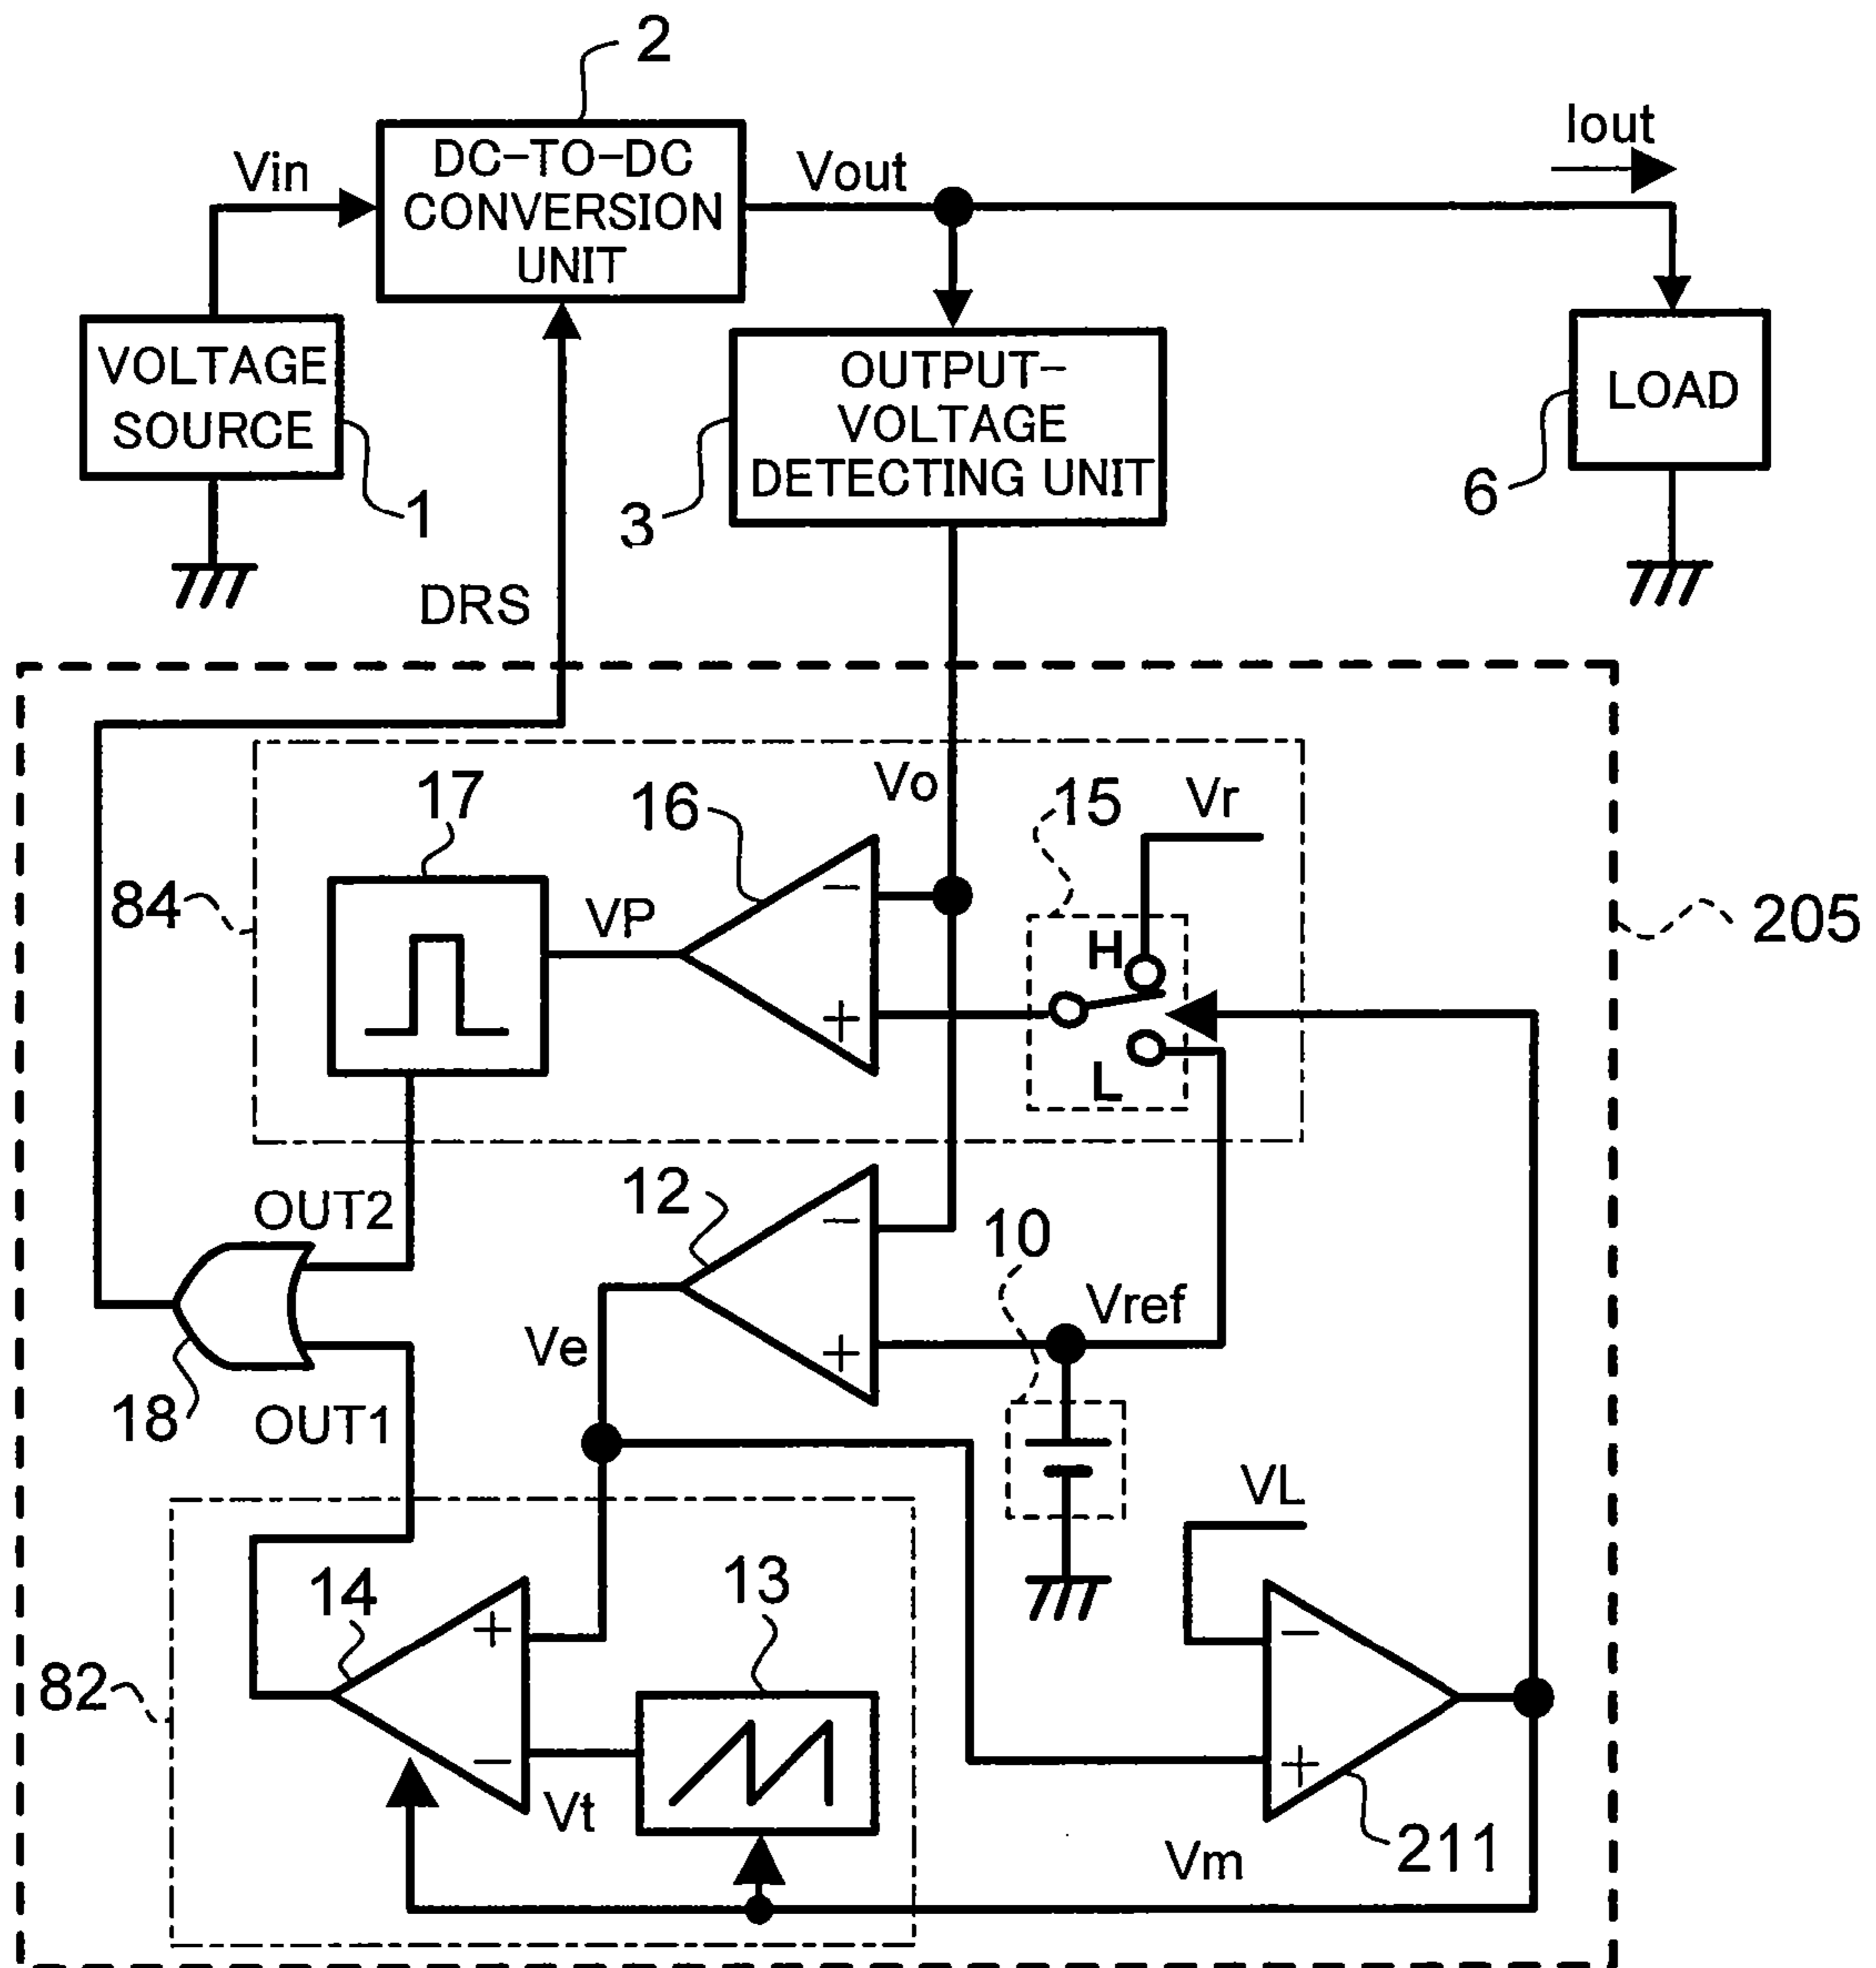 2
DC-TO-DC
CONVERSION
UNIT
Vin
Vout
Iout
VOLTAGE
SOURCE
1
OUTPUT-
VOLTAGE
DETECTING UNIT
3
LOAD
6
DRS
17
16
Vo
15
Vr
84
VP
−
+
H
L
205
OUT2
12
−
+
10
Vref
Ve
18
OUT1
VL
14
13
+
−
82
Vt
−
+
211
Vm